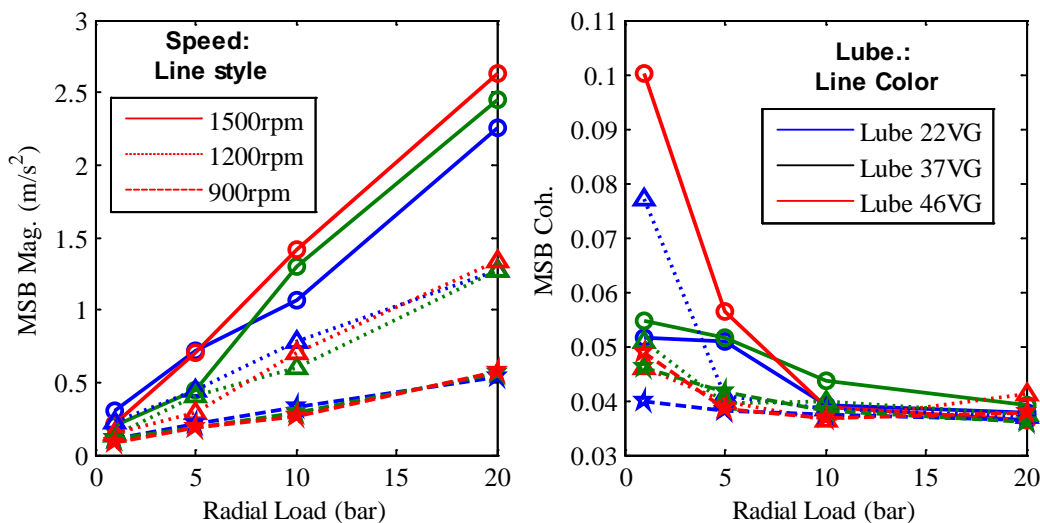 Speed:
Line style
1500rpm
1200rpm
900rpm
MSB Mag. (m/s²)
3
2.5
2
1.5
1
0.5
0
0
5
10
15
20
Radial Load (bar)
Lube.:
Line Color
Lube 22VG
Lube 37VG
Lube 46VG
MSB Coh.
0.11
0.1
0.09
0.08
0.07
0.06
0.05
0.04
0.03
0
5
10
15
20
Radial Load (bar)